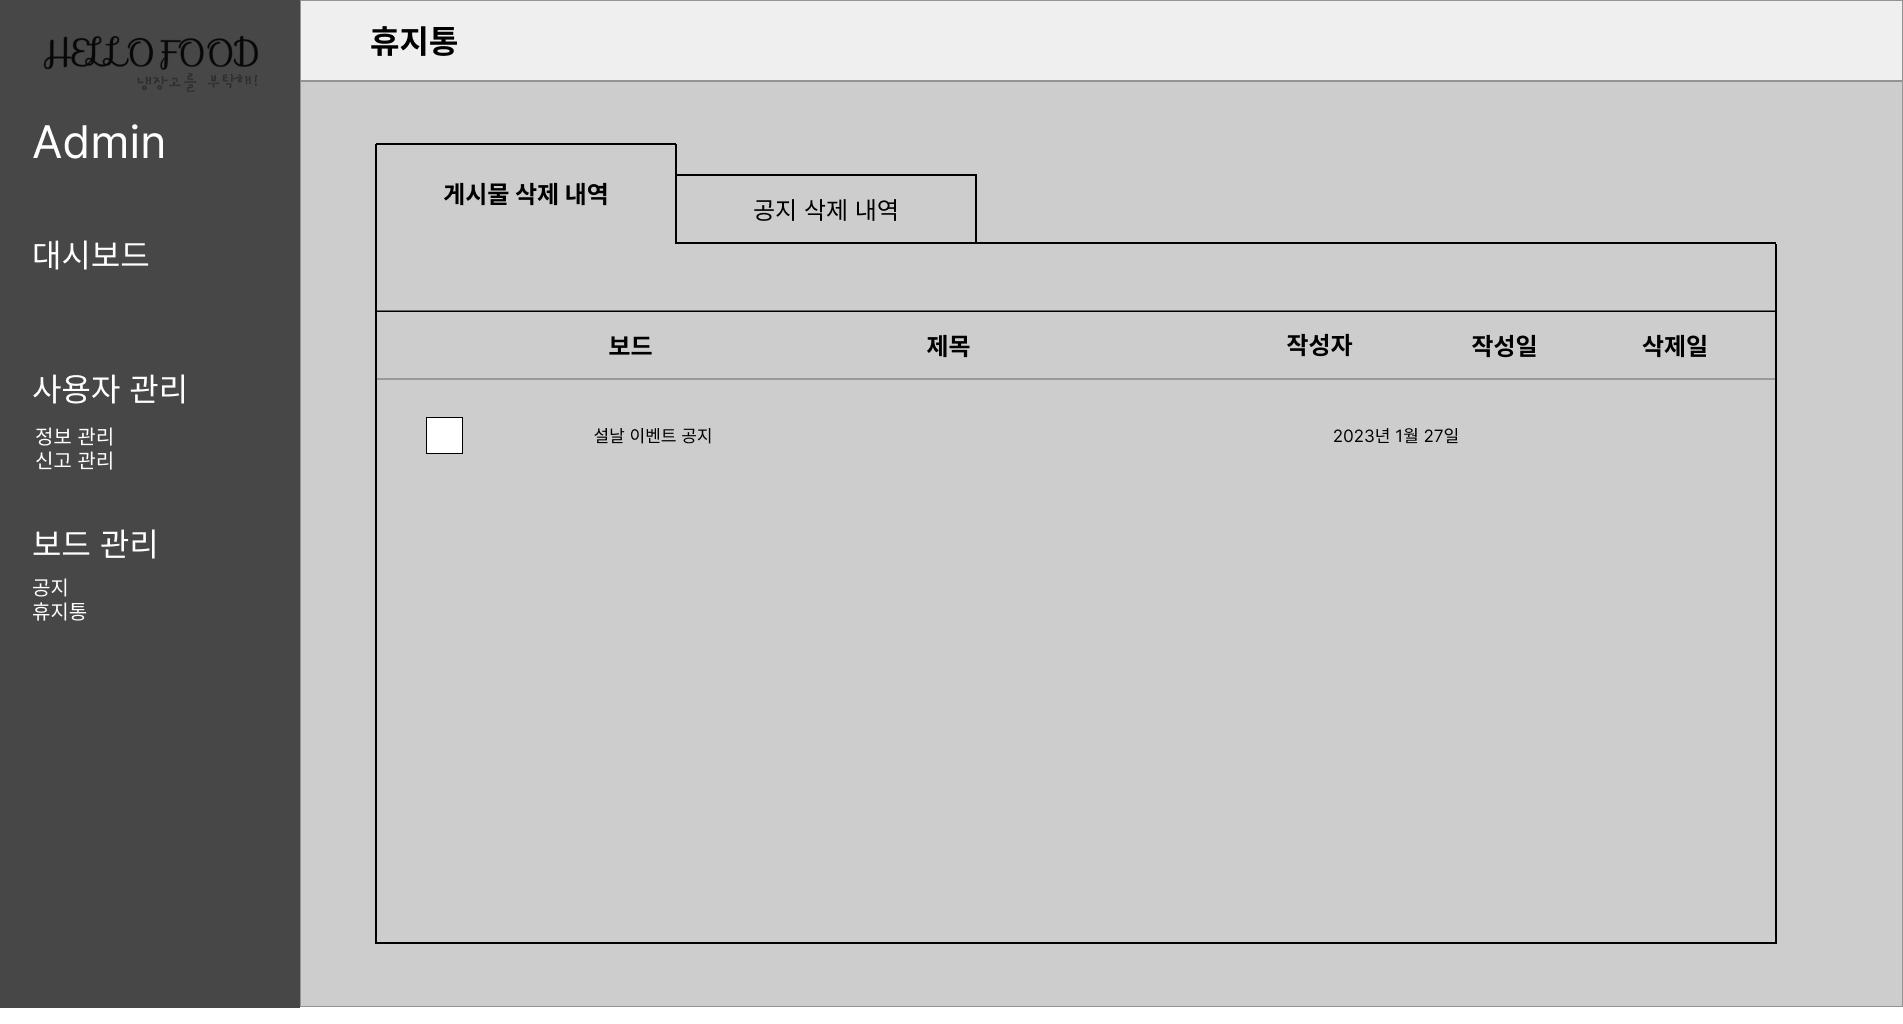 HELLO FOOD
냉장고를 부탁해!
Admin
대시보드
사용자 관리
정보 관리
신고 관리
보드 관리
공지
휴지통
휴지통
게시물 삭제 내역
공지 삭제 내역
보드 제목 작성자 작성일 삭제일
설날 이벤트 공지 2023년 1월 27일